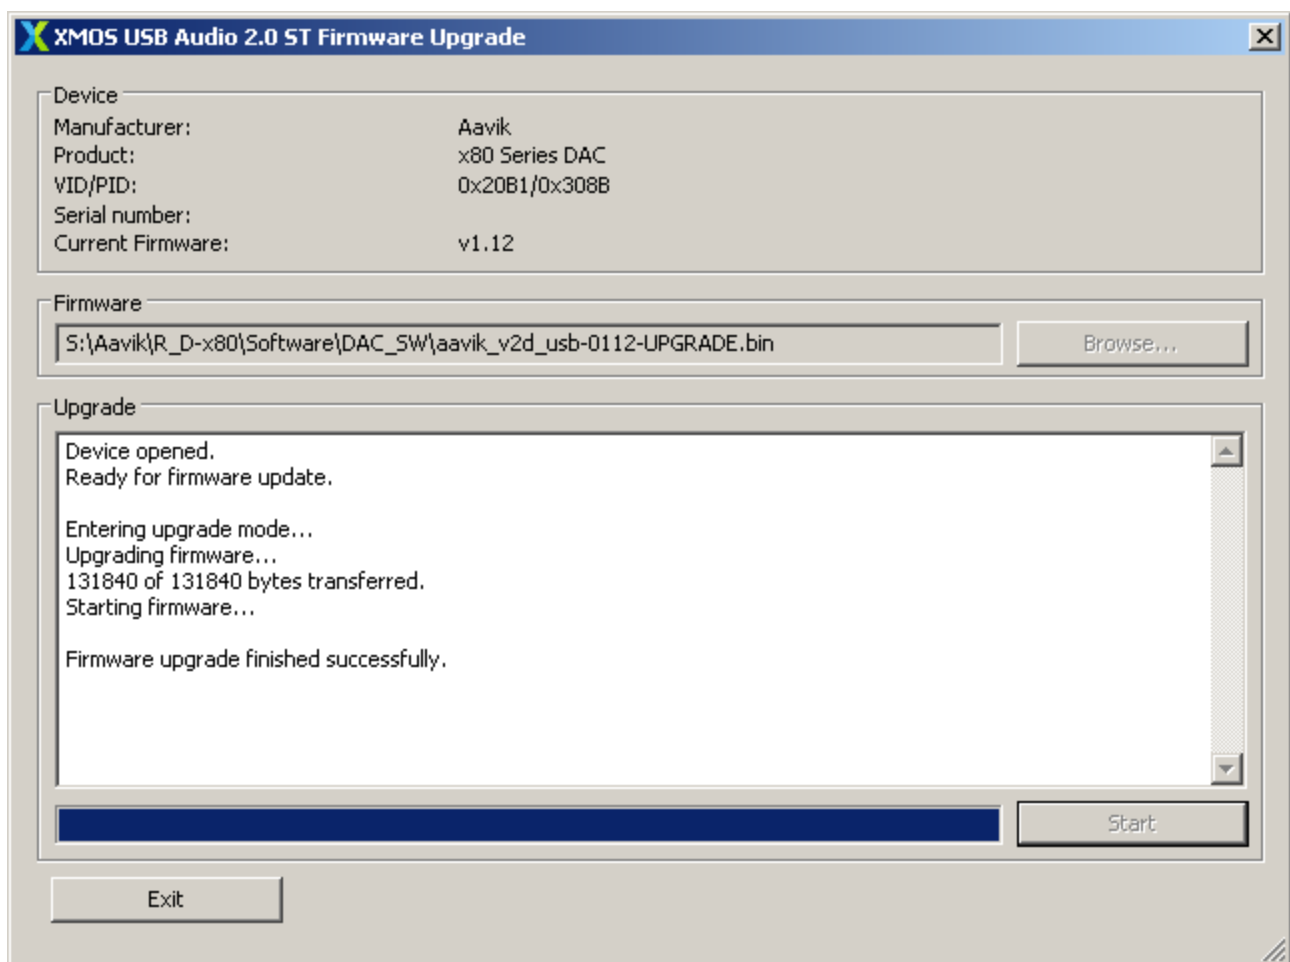 XMOS USB Audio 2.0 ST Firmware Upgrade
Device
Manufacturer: Aavik
Product: x80 Series DAC
VID/PID: 0x20B1/0x308B
Serial number:
Current Firmware: v1.12
Firmware
S:\Aavik\R_D-x80\Software\DAC_SW\aavik_v2d_usb-0112-UPGRADE.bin Browse...
Upgrade
Device opened.
Ready for firmware update.
Entering upgrade mode...
Upgrading firmware...
131840 of 131840 bytes transferred.
Starting firmware...
Firmware upgrade finished successfully.
Start
Exit